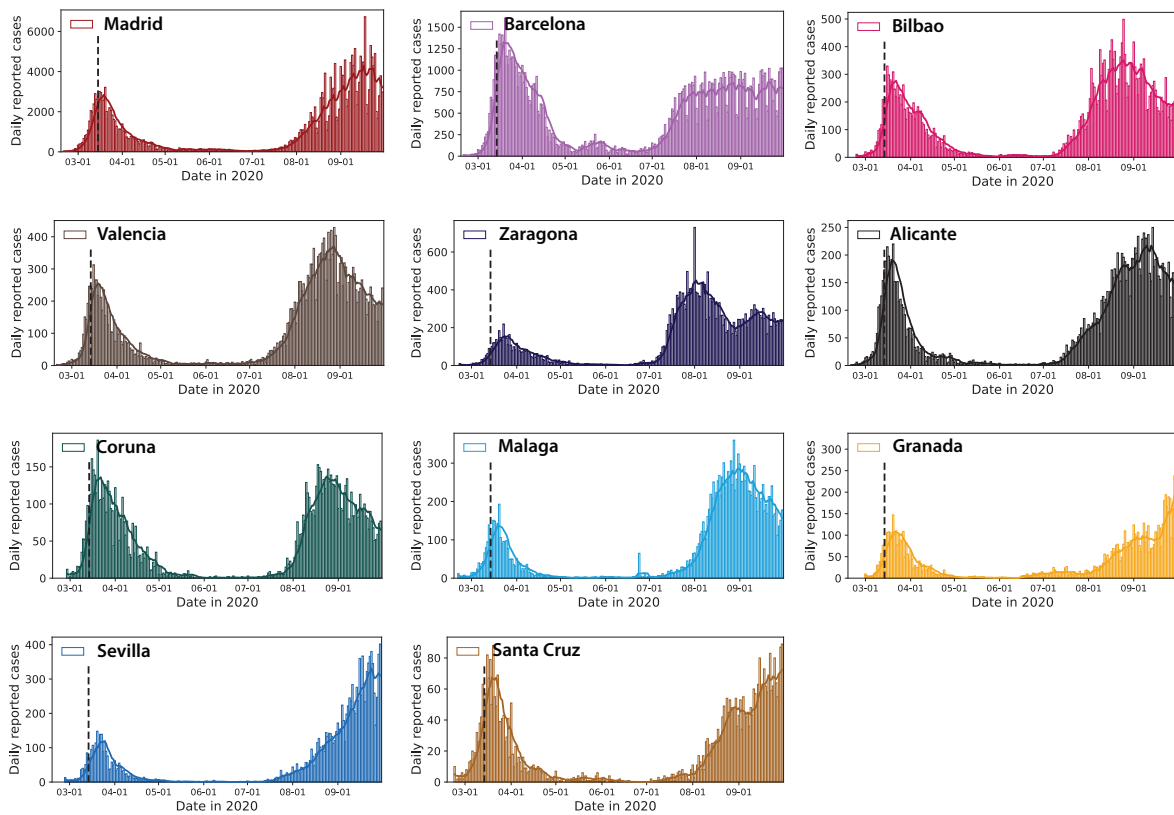 Madrid
Daily reported cases
6000
4000
2000
0
03-01 04-01 05-01 06-01 07-01 08-01 09-01
Date in 2020
Barcelona
Daily reported cases
1500
1250
1000
750
500
250
0
03-01 04-01 05-01 06-01 07-01 08-01 09-01
Date in 2020
Bilbao
Daily reported cases
500
400
300
200
100
0
03-01 04-01 05-01 06-01 07-01 08-01 09-01
Date in 2020
Valencia
Daily reported cases
400
300
200
100
0
03-01 04-01 05-01 06-01 07-01 08-01 09-01
Date in 2020
Zaragona
Daily reported cases
600
400
200
0
03-01 04-01 05-01 06-01 07-01 08-01 09-01
Date in 2020
Alicante
Daily reported cases
250
200
150
100
50
0
03-01 04-01 05-01 06-01 07-01 08-01 09-01
Date in 2020
Coruna
Daily reported cases
150
100
50
0
03-01 04-01 05-01 06-01 07-01 08-01 09-01
Date in 2020
Malaga
Daily reported cases
300
200
100
0
03-01 04-01 05-01 06-01 07-01 08-01 09-01
Date in 2020
Granada
Daily reported cases
300
250
200
150
100
50
0
03-01 04-01 05-01 06-01 07-01 08-01 09-01
Date in 2020
Sevilla
Daily reported cases
400
300
200
100
0
03-01 04-01 05-01 06-01 07-01 08-01 09-01
Date in 2020
Santa Cruz
Daily reported cases
80
60
40
20
0
03-01 04-01 05-01 06-01 07-01 08-01 09-01
Date in 2020